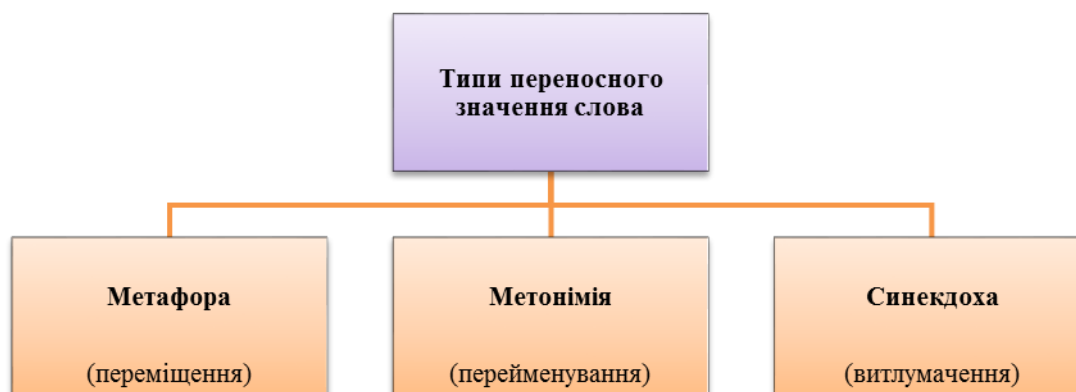 Типи переносного
значення слова
Метафора
(переміщення)
Метонімія
(перейменування)
Синекдоха
(витлумачення)